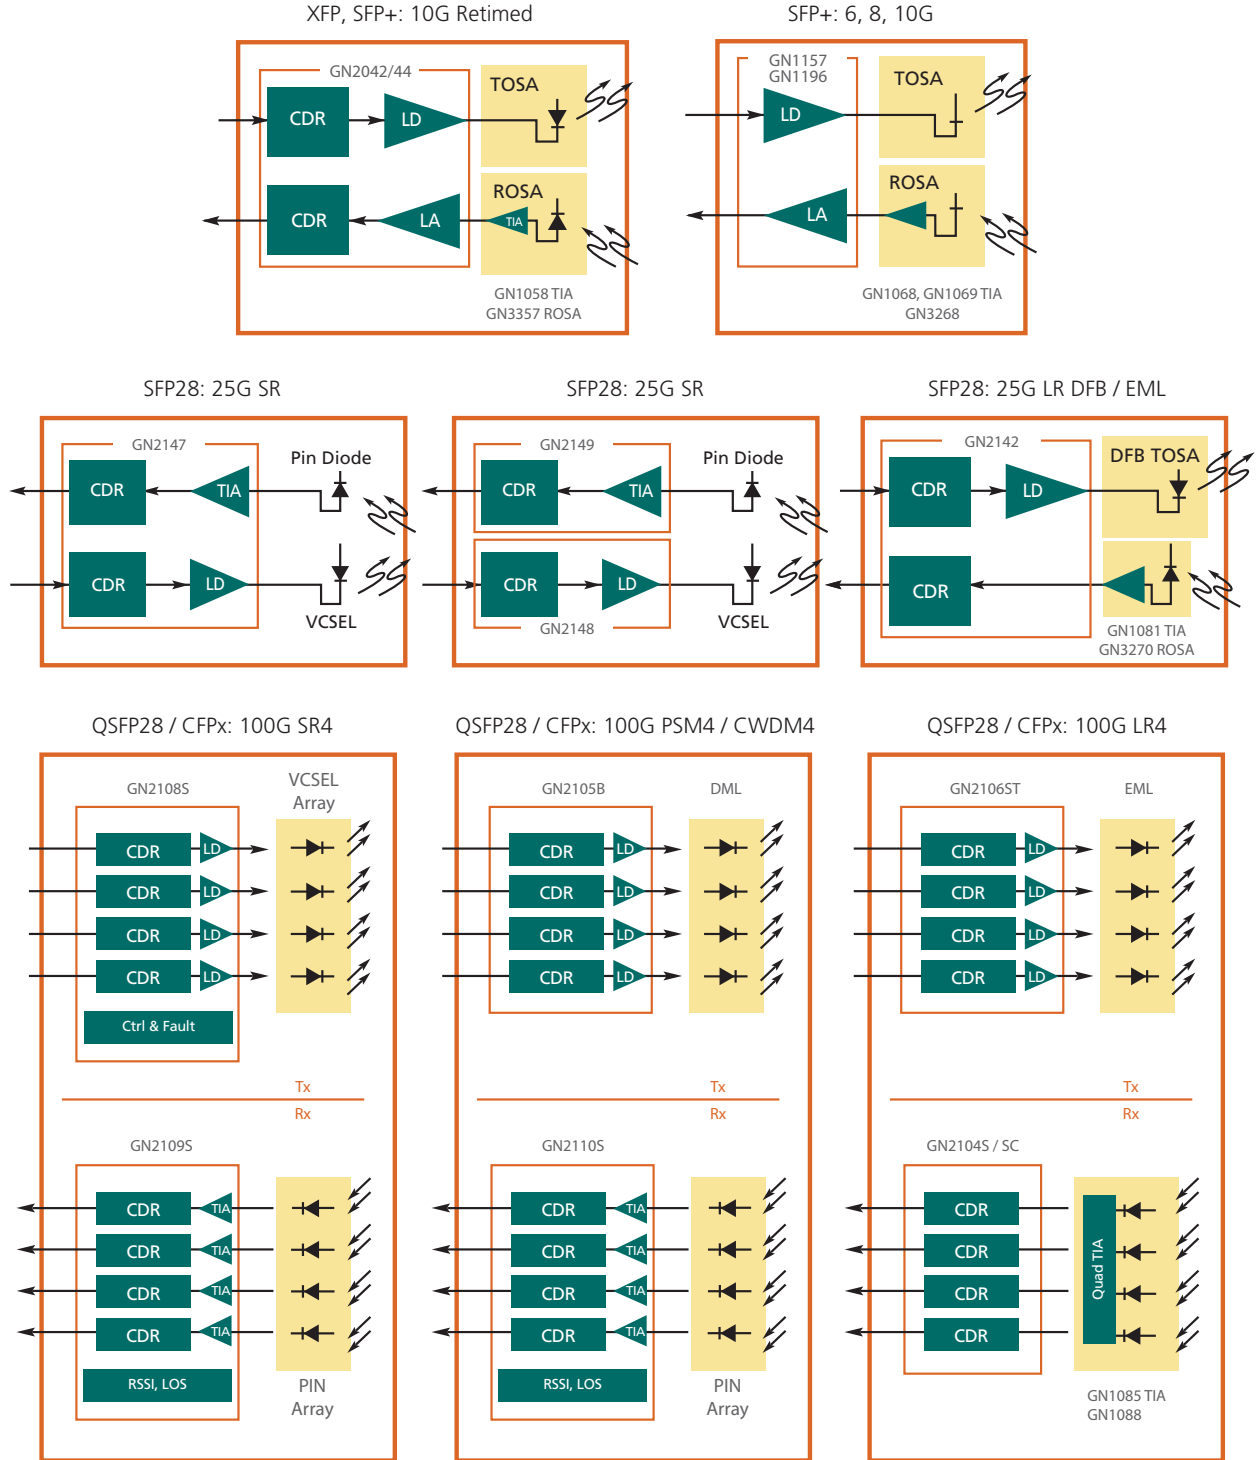 XFP, SFP+: 10G Retimed
GN2042/44
CDR
LD
TOSA
CDR
LA
TIA
ROSA
GN1058 TIA
GN3357 ROSA
SFP+: 6, 8, 10G
GN1157
GN1196
LD
TOSA
LA
ROSA
GN1068, GN1069 TIA
GN3268
SFP28: 25G SR
GN2147
CDR
TIA
Pin Diode
CDR
LD
VCSEL
SFP28: 25G SR
GN2149
CDR
TIA
Pin Diode
CDR
LD
VCSEL
GN2148
SFP28: 25G LR DFB / EML
GN2142
CDR
LD
DFB TOSA
CDR
GN1081 TIA
GN3270 ROSA
QSFP28 / CFPx: 100G SR4
GN2108S
VCSEL
Array
CDR
LD
CDR
LD
CDR
LD
CDR
LD
Ctrl & Fault
Tx
Rx
GN2109S
CDR
TIA
CDR
TIA
CDR
TIA
CDR
TIA
RSSI, LOS
PIN
Array
QSFP28 / CFPx: 100G PSM4 / CWDM4
GN2105B
DML
CDR
LD
CDR
LD
CDR
LD
CDR
LD
Tx
Rx
GN2110S
CDR
TIA
CDR
TIA
CDR
TIA
CDR
TIA
RSSI, LOS
PIN
Array
QSFP28 / CFPx: 100G LR4
GN2106ST
EML
CDR
LD
CDR
LD
CDR
LD
CDR
LD
Tx
Rx
GN2104S / SC
CDR
CDR
CDR
CDR
Quad TIA
GN1085 TIA
GN1088